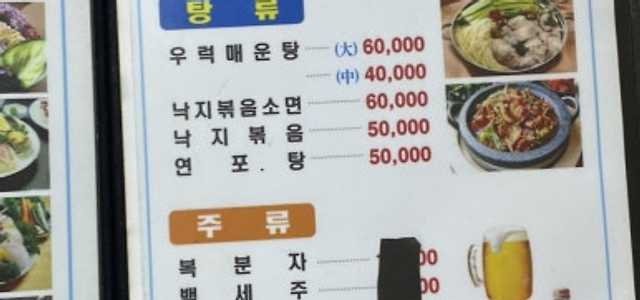 탕 류
우럭매운탕 (大) 60,000
(中) 40,000
낙지볶음소면 60,000
낙지볶음 50,000
연포.탕 50,000
주 류
복분자 00
백세주 00